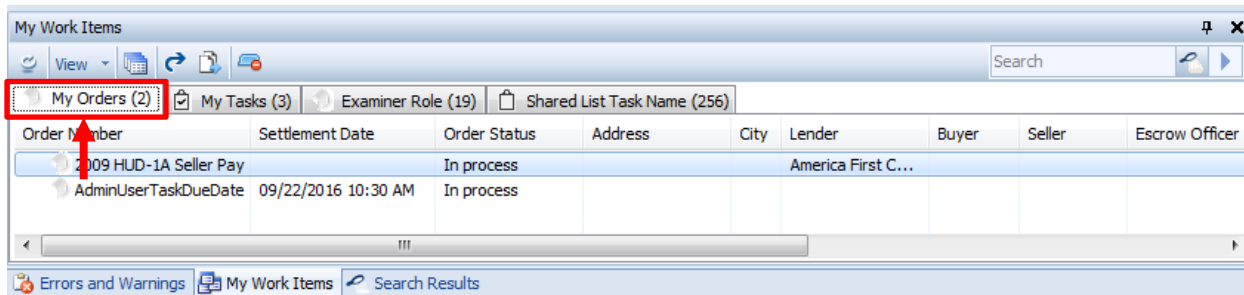 My Work Items
View Search
My Orders (2) My Tasks (3) Examiner Role (19) Shared List Task Name (256)
Order Number Settlement Date Order Status Address City Lender Buyer Seller Escrow Officer
2009 HUD-1A Seller Pay In process America First C...
AdminUserTaskDueDate 09/22/2016 10:30 AM In process
Errors and Warnings My Work Items Search Results